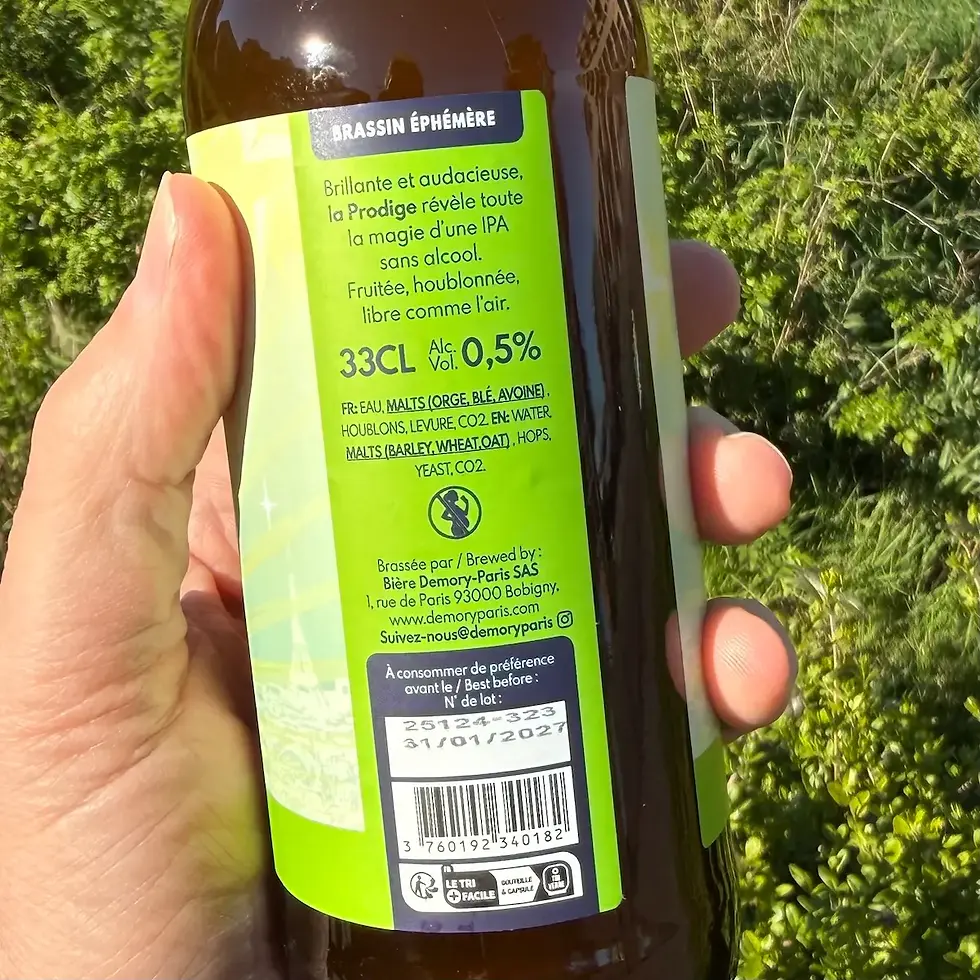 BRASSIN ÉPHÉMÈRE
Brillante et audacieuse,
la Prodige révèle toute
la magie d'une IPA
sans alcool.
Fruitée, houblonnée,
libre comme l'air.
33CL Alc. Vol. 0,5%
FR: EAU, MALTS (ORGE, BLÉ, AVOINE),
HOUBLONS, LEVURE, CO2. EN: WATER,
MALTS (BARLEY, WHEAT,OAT), HOPS,
YEAST, CO2.
Brassée par / Brewed by :
Bière Demory-Paris SAS
1, rue de Paris 93000 Bobigny.
www.demoryparis.com
Suivez-nous@demoryparis
À consommer de préférence
avant le / Best before :
N° de lot :
25124-323
31/01/2027
3 760192 340182
FR
LE TRI
+ FACILE
BOUTEILLE
& CAPSULE
TRI
VERRE